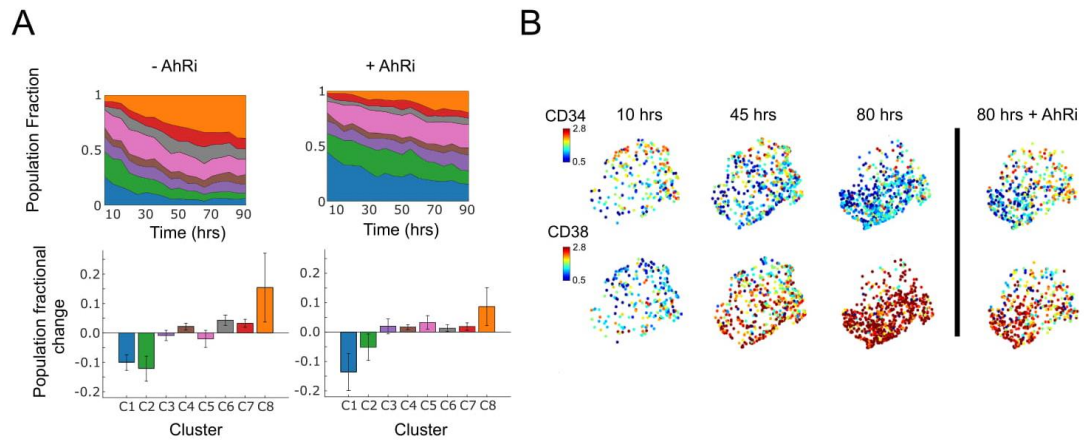 A
B
- AhRi
+ AhRi
Population Fraction
1
0.5
0
10 30 50 70 90
Time (hrs)
1
0.5
0
10 30 50 70 90
Time (hrs)
Population fractional
change
0.2
0.1
0.0
-0.1
-0.2
C1 C2 C3 C4 C5 C6 C7 C8
Cluster
0.2
0.1
0.0
-0.1
-0.2
C1 C2 C3 C4 C5 C6 C7 C8
Cluster
10 hrs 45 hrs 80 hrs 80 hrs + AhRi
CD34
2.8
0.5
CD38
2.8
0.5